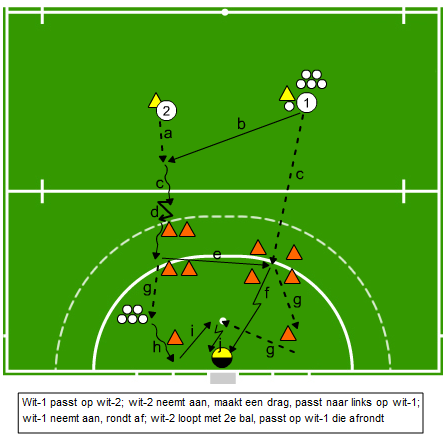 2
1
a
b
c
c
d
e
g
f
g
h
i
j
g
Wit-1 passt op wit-2; wit-2 neemt aan, maakt een drag, passt naar links op wit-1;
wit-1 neemt aan, rondt af; wit-2 loopt met 2e bal, passt op wit-1 die afrondt